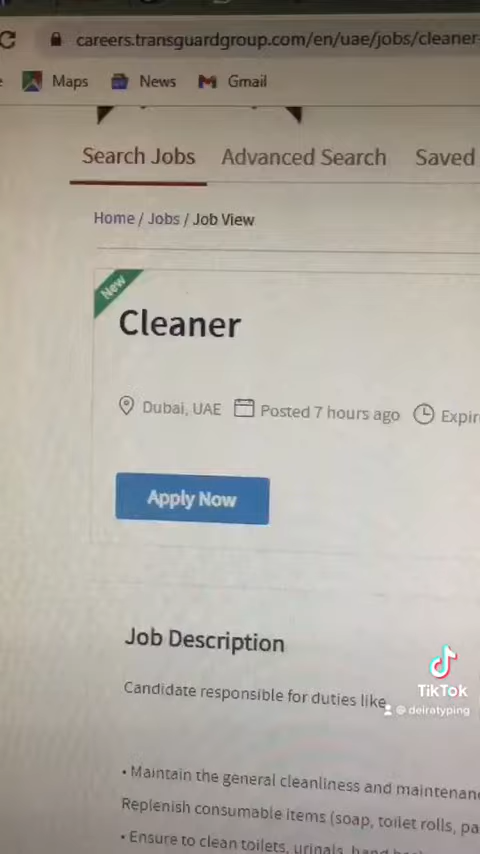 careers.transguardgroup.com/en/uae/jobs/cleaner-
Maps News Gmail
Search Jobs Advanced Search Saved
Home / Jobs / Job View
New
Cleaner
Dubai, UAE Posted 7 hours ago
Apply Now
Job Description
Candidate responsible for duties like
TikTok
@deiratyping
• Maintain the general cleanliness and
Replenish consumable items (soap, toilet rolls,
• Ensure to clean toilets, urinals, hand